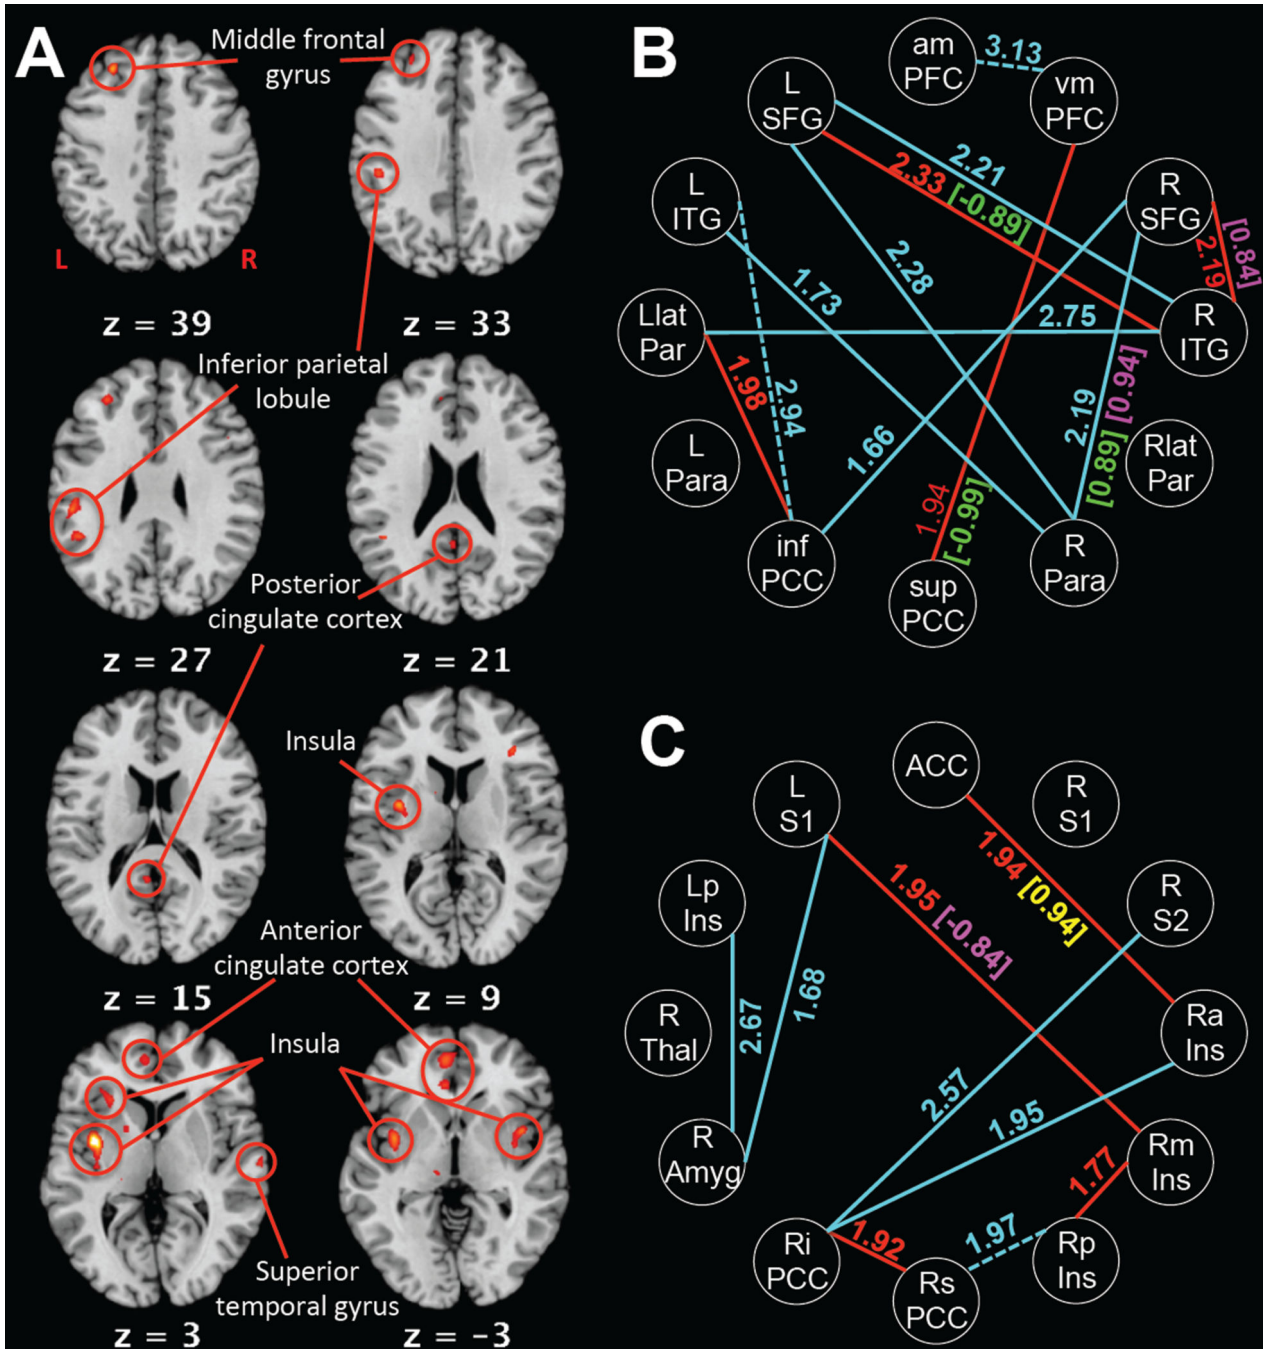 A
Middle frontal
gyrus
L
R
z = 39
z = 33
Inferior parietal
lobule
z = 27
z = 21
Posterior
cingulate cortex
Insula
z = 15
z = 9
Anterior
cingulate cortex
Insula
Superior
temporal gyrus
z = 3
z = -3
B
am
PFC
3.13
vm
PFC
L
SFG
2.21
2.33 [-0.89]
L
ITG
R
SFG
[0.84]
2.19
2.28
1.73
Llat
Par
2.75
R
ITG
1.98
2.94
1.66
2.19
[0.89] [0.94]
L
Para
Rlat
Par
1.94
[-0.99]
inf
PCC
sup
PCC
R
Para
C
ACC
L
S1
R
S1
1.94 [0.94]
1.95 [-0.84]
Lp
Ins
R
S2
2.67
1.68
R
Thal
Ra
Ins
2.57
1.95
R
Amyg
Rm
Ins
1.77
1.92
1.97
Ri
PCC
Rs
PCC
Rp
Ins